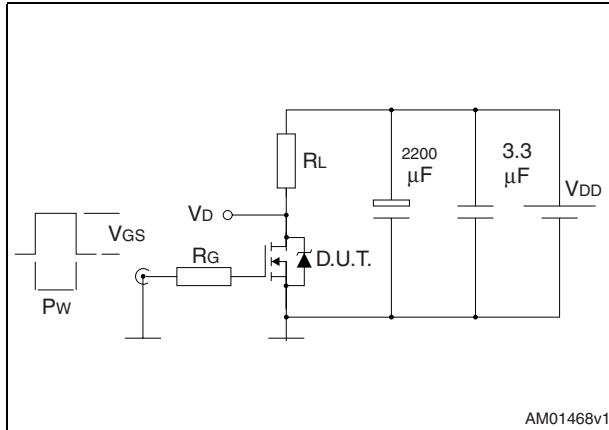 RL
2200
μF
3.3
μF
VDD
VD
VGS
RG
D.U.T.
PW
AM01468v1